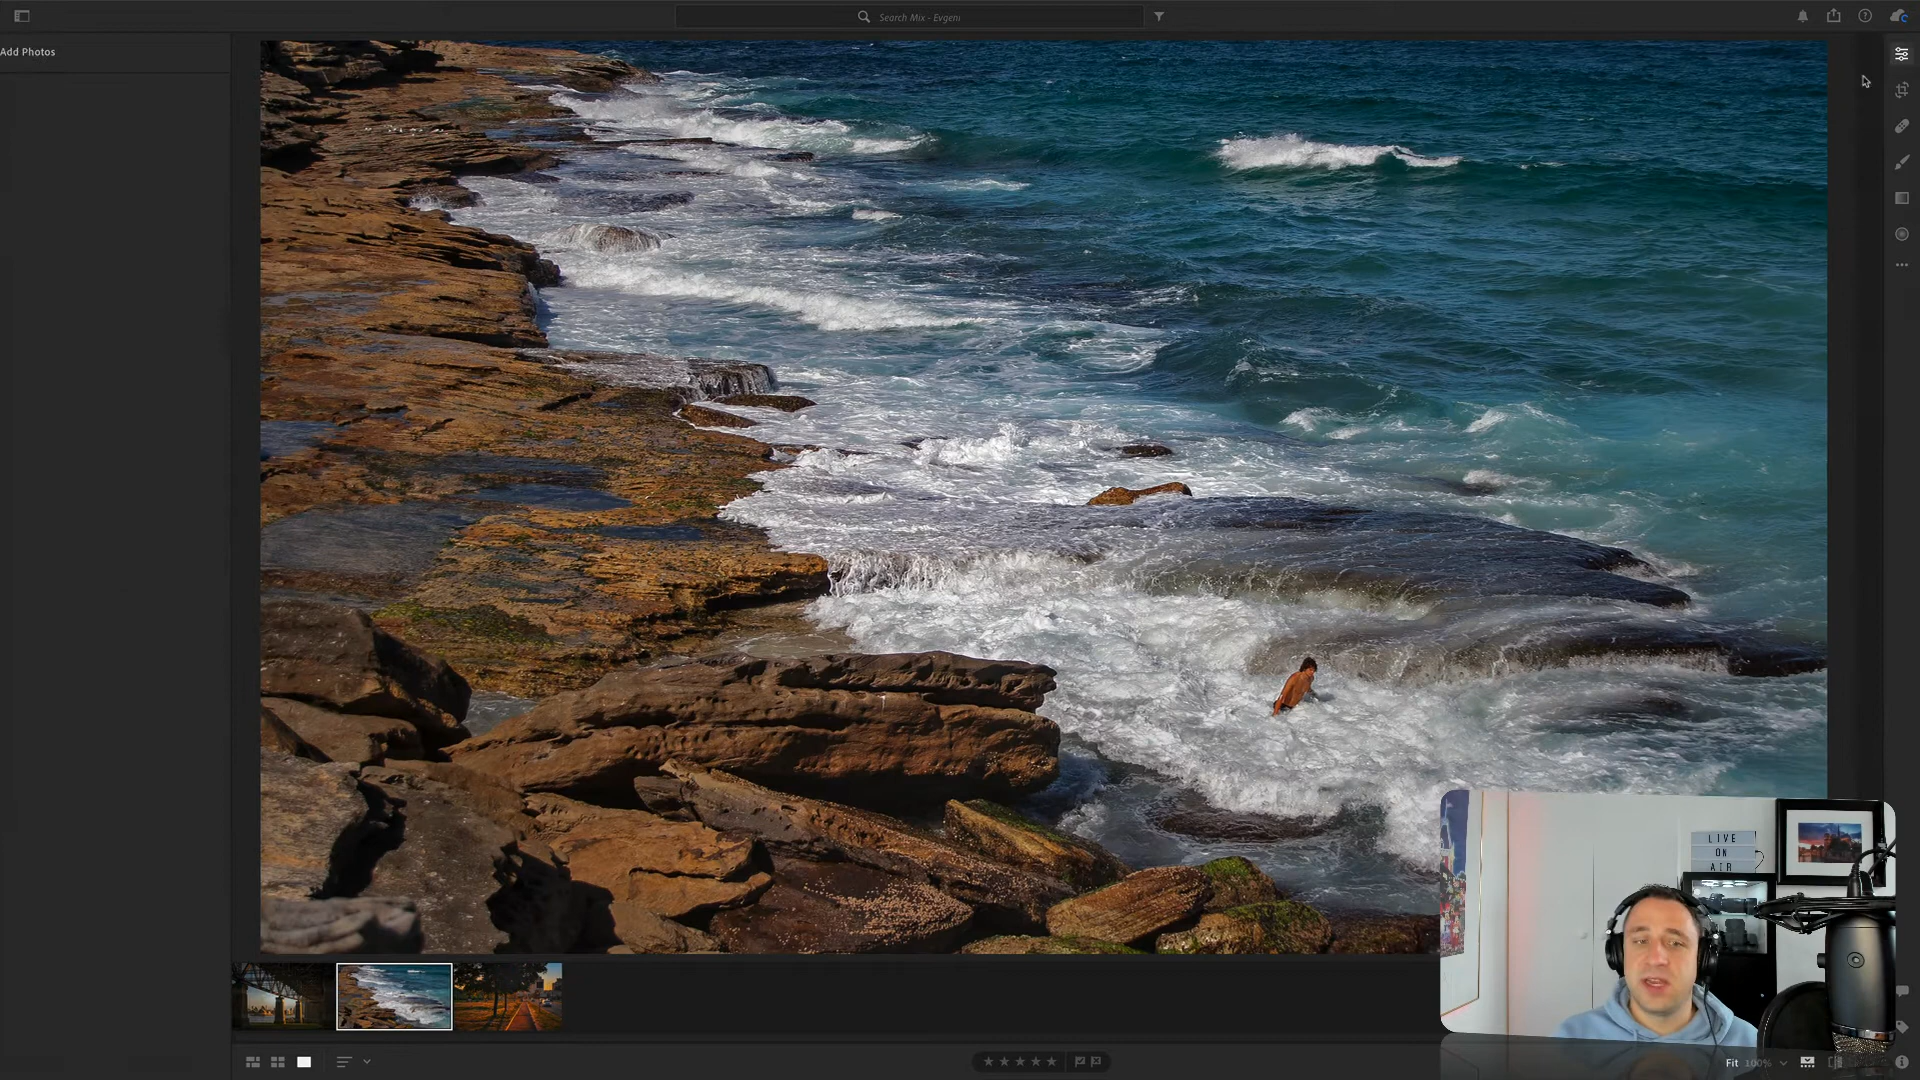 Search Mix - Evgeni
Add Photos
LIVE
ON
AIR
Fit 100%